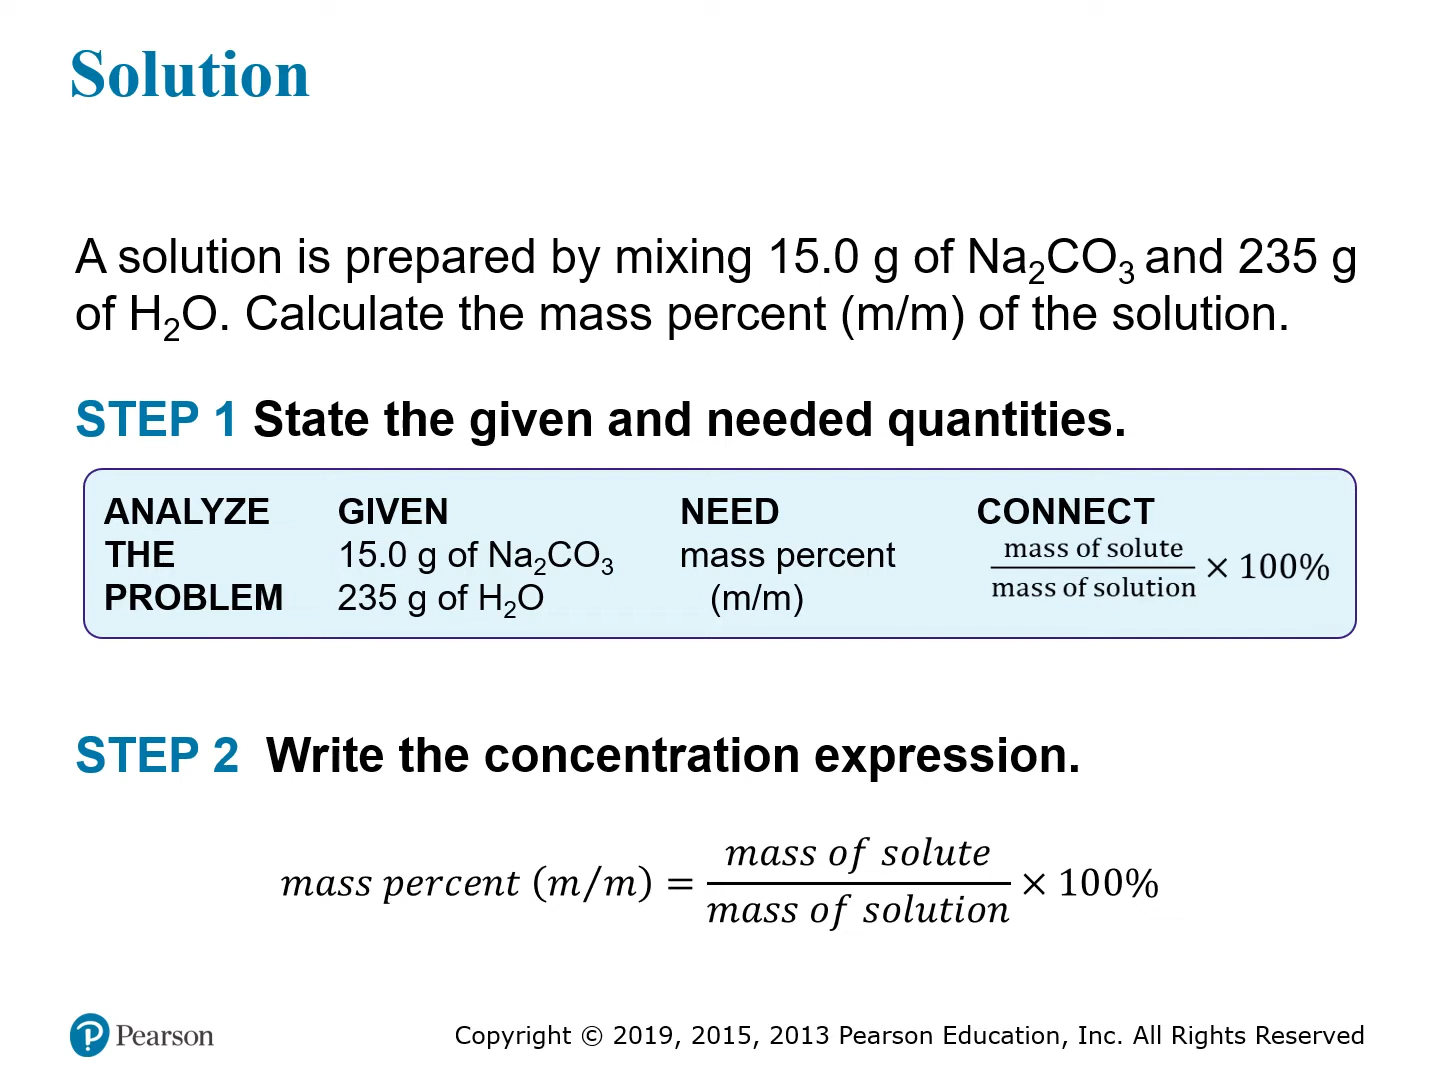 Solution
A solution is prepared by mixing 15.0 g of Na₂CO₃ and 235 g
of H₂O. Calculate the mass percent (m/m) of the solution.
STEP 1 State the given and needed quantities.
ANALYZE THE PROBLEM
GIVEN
15.0 g of Na₂CO₃
235 g of H₂O
NEED
mass percent
(m/m)
CONNECT
mass of solute / mass of solution × 100%
STEP 2 Write the concentration expression.
mass percent (m/m) = mass of solute / mass of solution × 100%
Pearson
Copyright © 2019, 2015, 2013 Pearson Education, Inc. All Rights Reserved